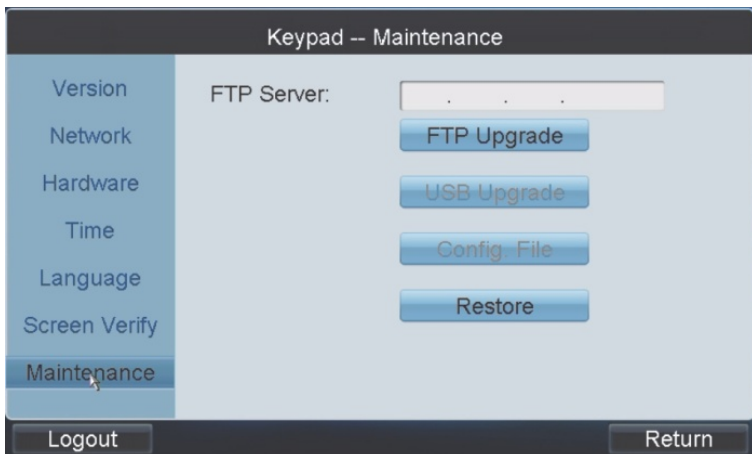 Keypad -- Maintenance
Version
Network
Hardware
Time
Language
Screen Verify
Maintenance
FTP Server:
. . .
FTP Upgrade
USB Upgrade
Config. File
Restore
Logout
Return